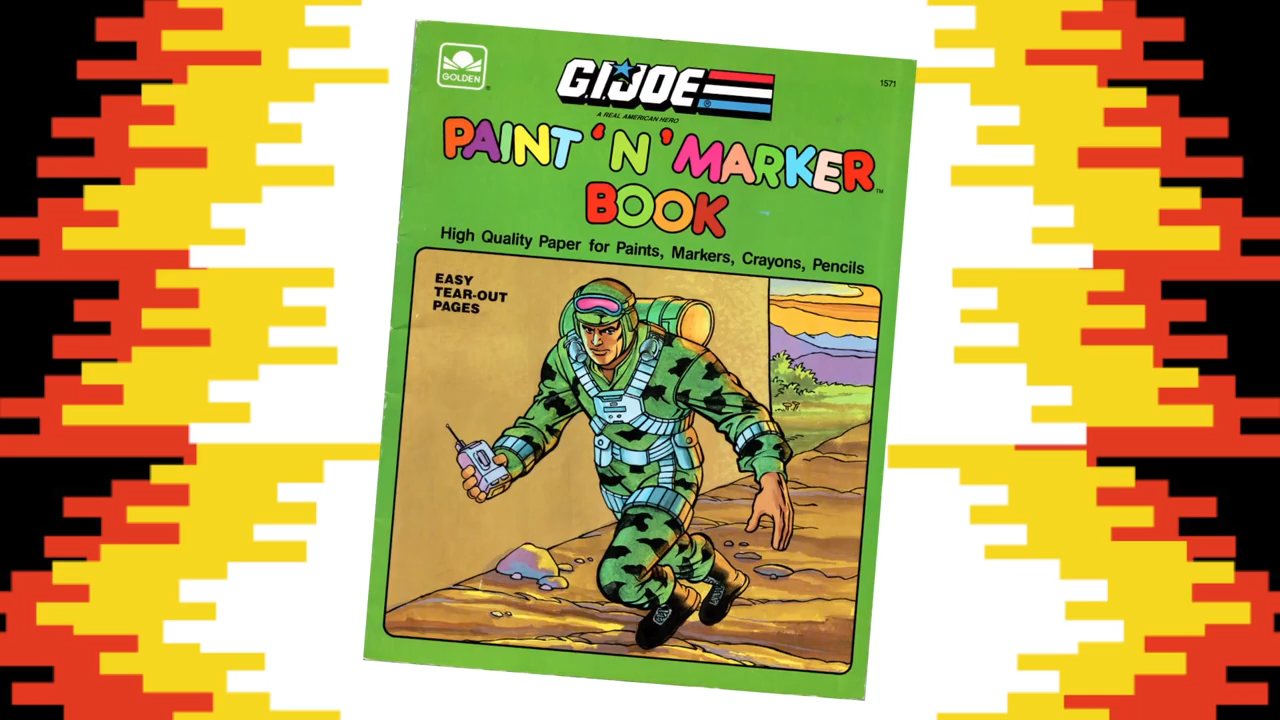 GOLDEN
G.I.JOE
1571
A REAL AMERICAN HERO
PAINT 'N' MARKER
BOOK
™
High Quality Paper for Paints, Markers, Crayons, Pencils
EASY
TEAR-OUT
PAGES